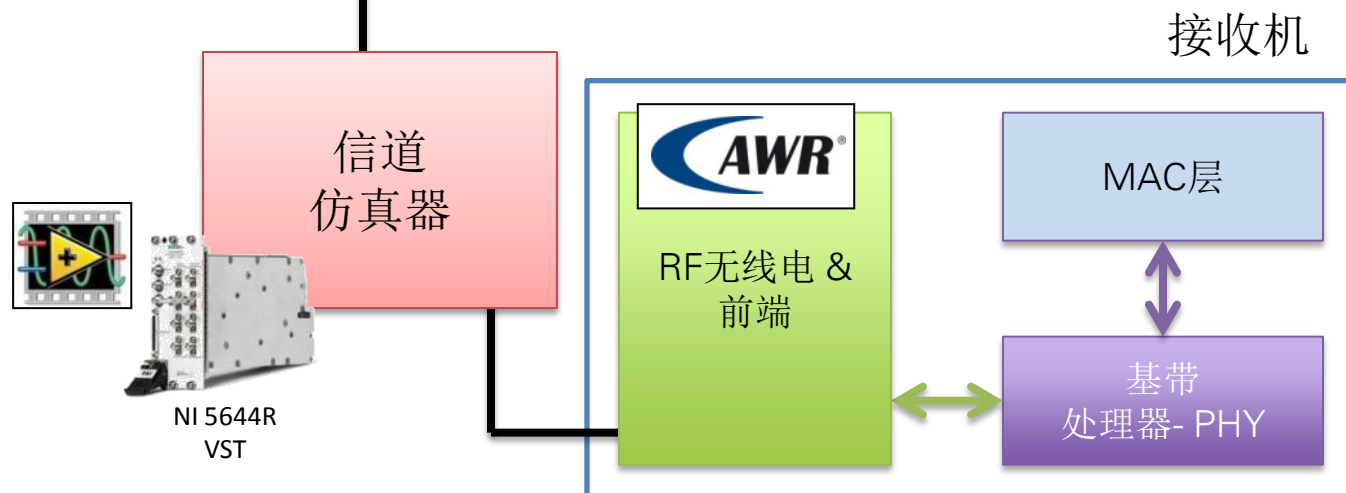 接收机
信道
仿真器
AWR®
RF无线电 &
前端
MAC层
基带
处理器- PHY
NI 5644R
VST